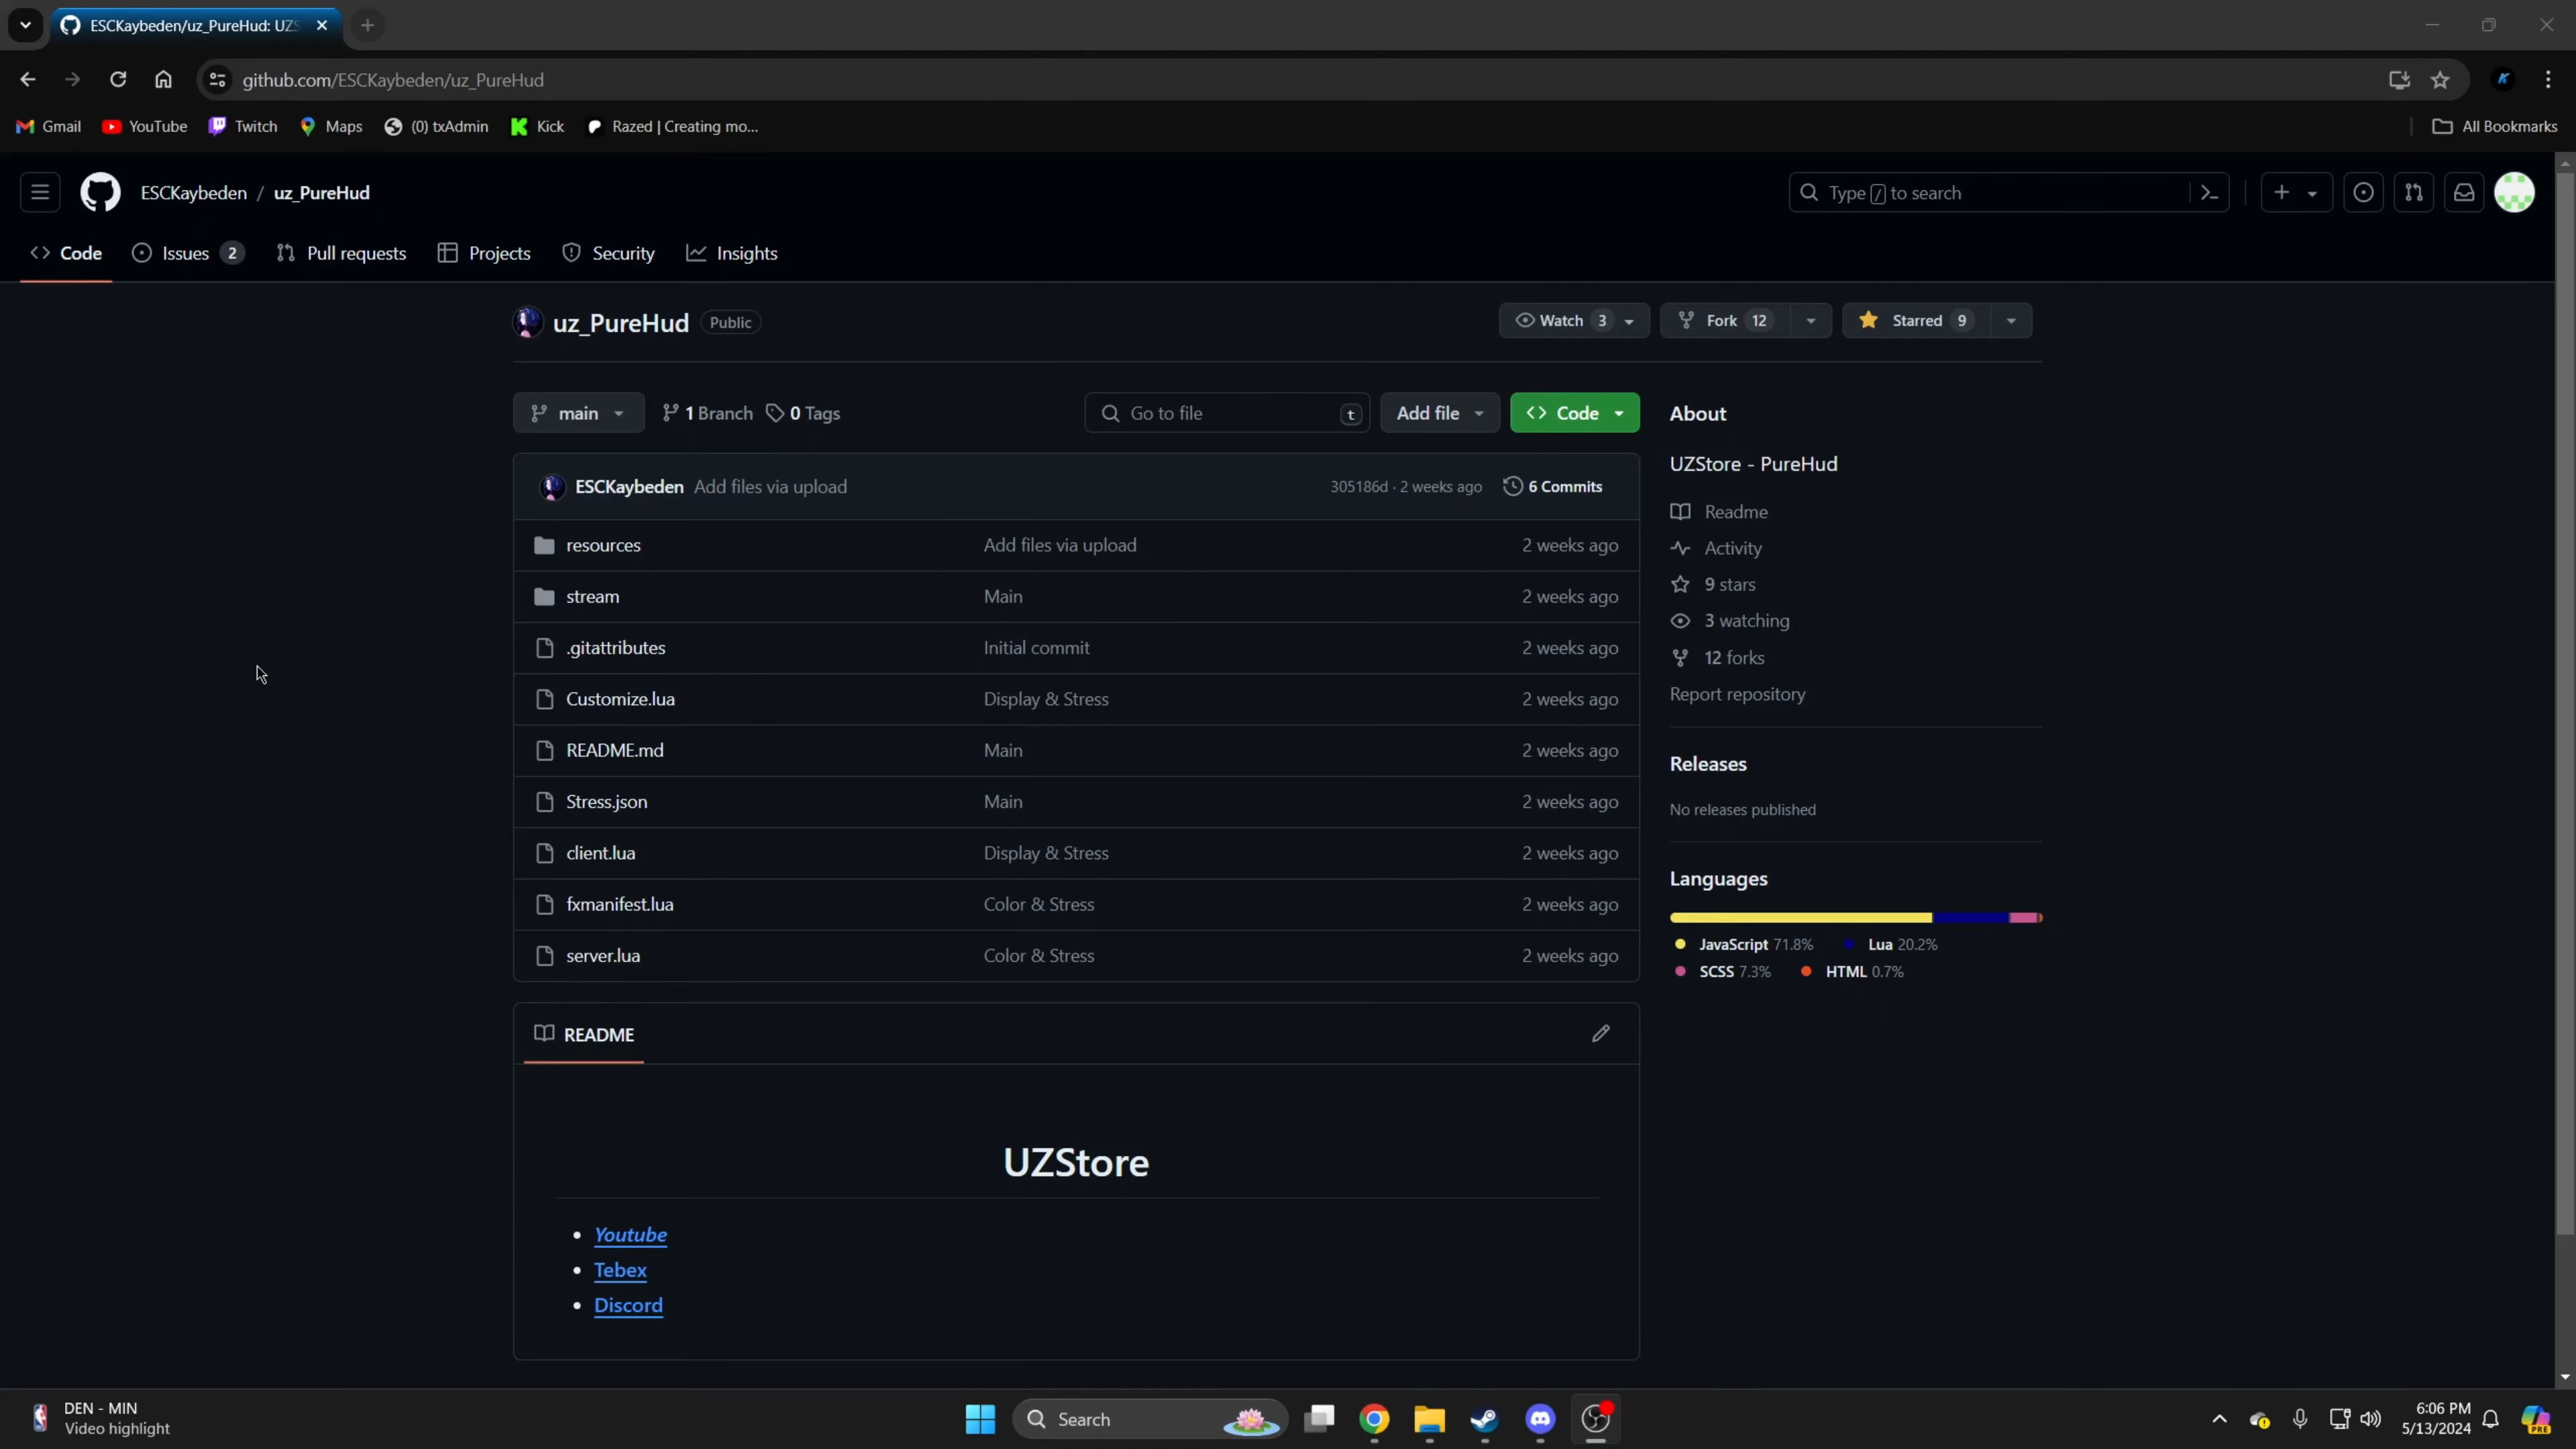 ESCKaybeden/uz_PureHud: UZS
github.com/ESCKaybeden/uz_PureHud
Gmail YouTube Twitch Maps (0) txAdmin Kick Razed | Creating mo... All Bookmarks
ESCKaybeden / uz_PureHud Type / to search
Code Issues 2 Pull requests Projects Security Insights
uz_PureHud Public Watch 3 Fork 12 Starred 9
main 1 Branch 0 Tags Go to file t Add file Code
ESCKaybeden Add files via upload 305186d · 2 weeks ago 6 Commits
resources Add files via upload 2 weeks ago
stream Main 2 weeks ago
.gitattributes Initial commit 2 weeks ago
Customize.lua Display & Stress 2 weeks ago
README.md Main 2 weeks ago
Stress.json Main 2 weeks ago
client.lua Display & Stress 2 weeks ago
fxmanifest.lua Color & Stress 2 weeks ago
server.lua Color & Stress 2 weeks ago
README
UZStore
Youtube
Tebex
Discord
About
UZStore - PureHud
Readme
Activity
9 stars
3 watching
12 forks
Report repository
Releases
No releases published
Languages
JavaScript 71.8% Lua 20.2%
SCSS 7.3% HTML 0.7%
DEN - MIN
Video highlight
Search
6:06 PM
5/13/2024
PRE